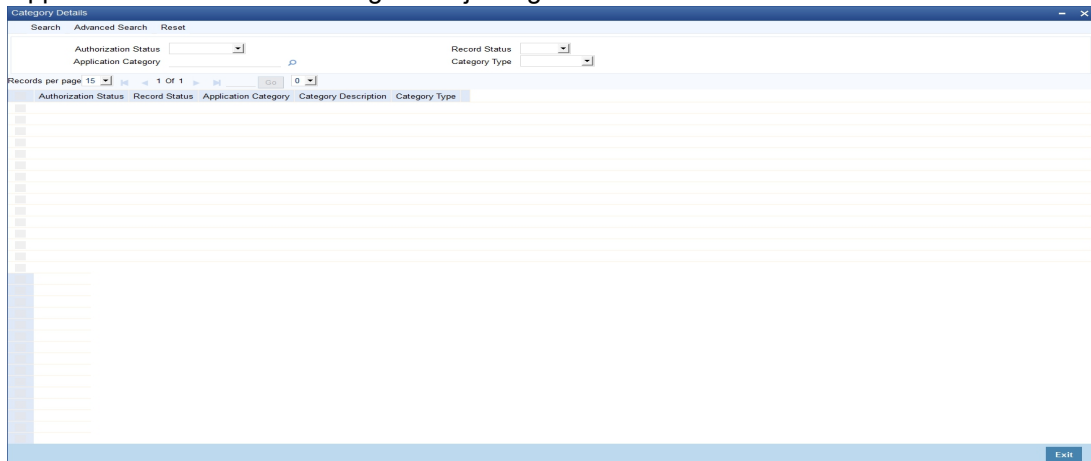 Category Details
Search Advanced Search Reset
Authorization Status Record Status
Application Category Category Type
Records per page 15 1 Of 1 Go 0
Authorization Status Record Status Application Category Category Description Category Type
Exit